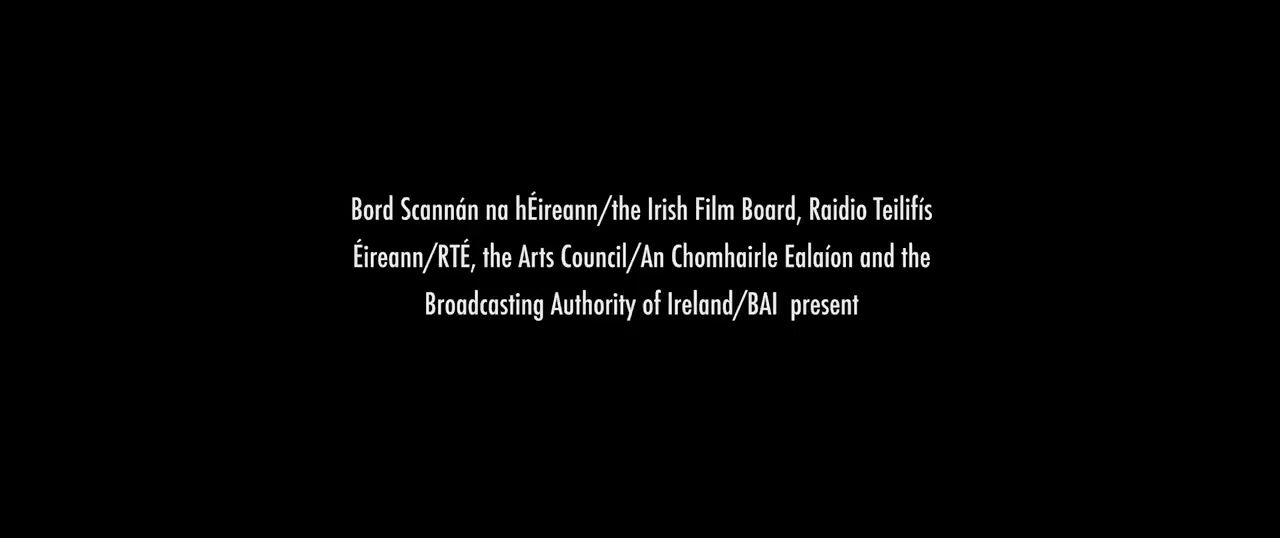 Bord Scannán na hÉireann/the Irish Film Board, Raidio Teilifís
Éireann/RTÉ, the Arts Council/An Chomhairle Ealaíon and the
Broadcasting Authority of Ireland/BAI  present